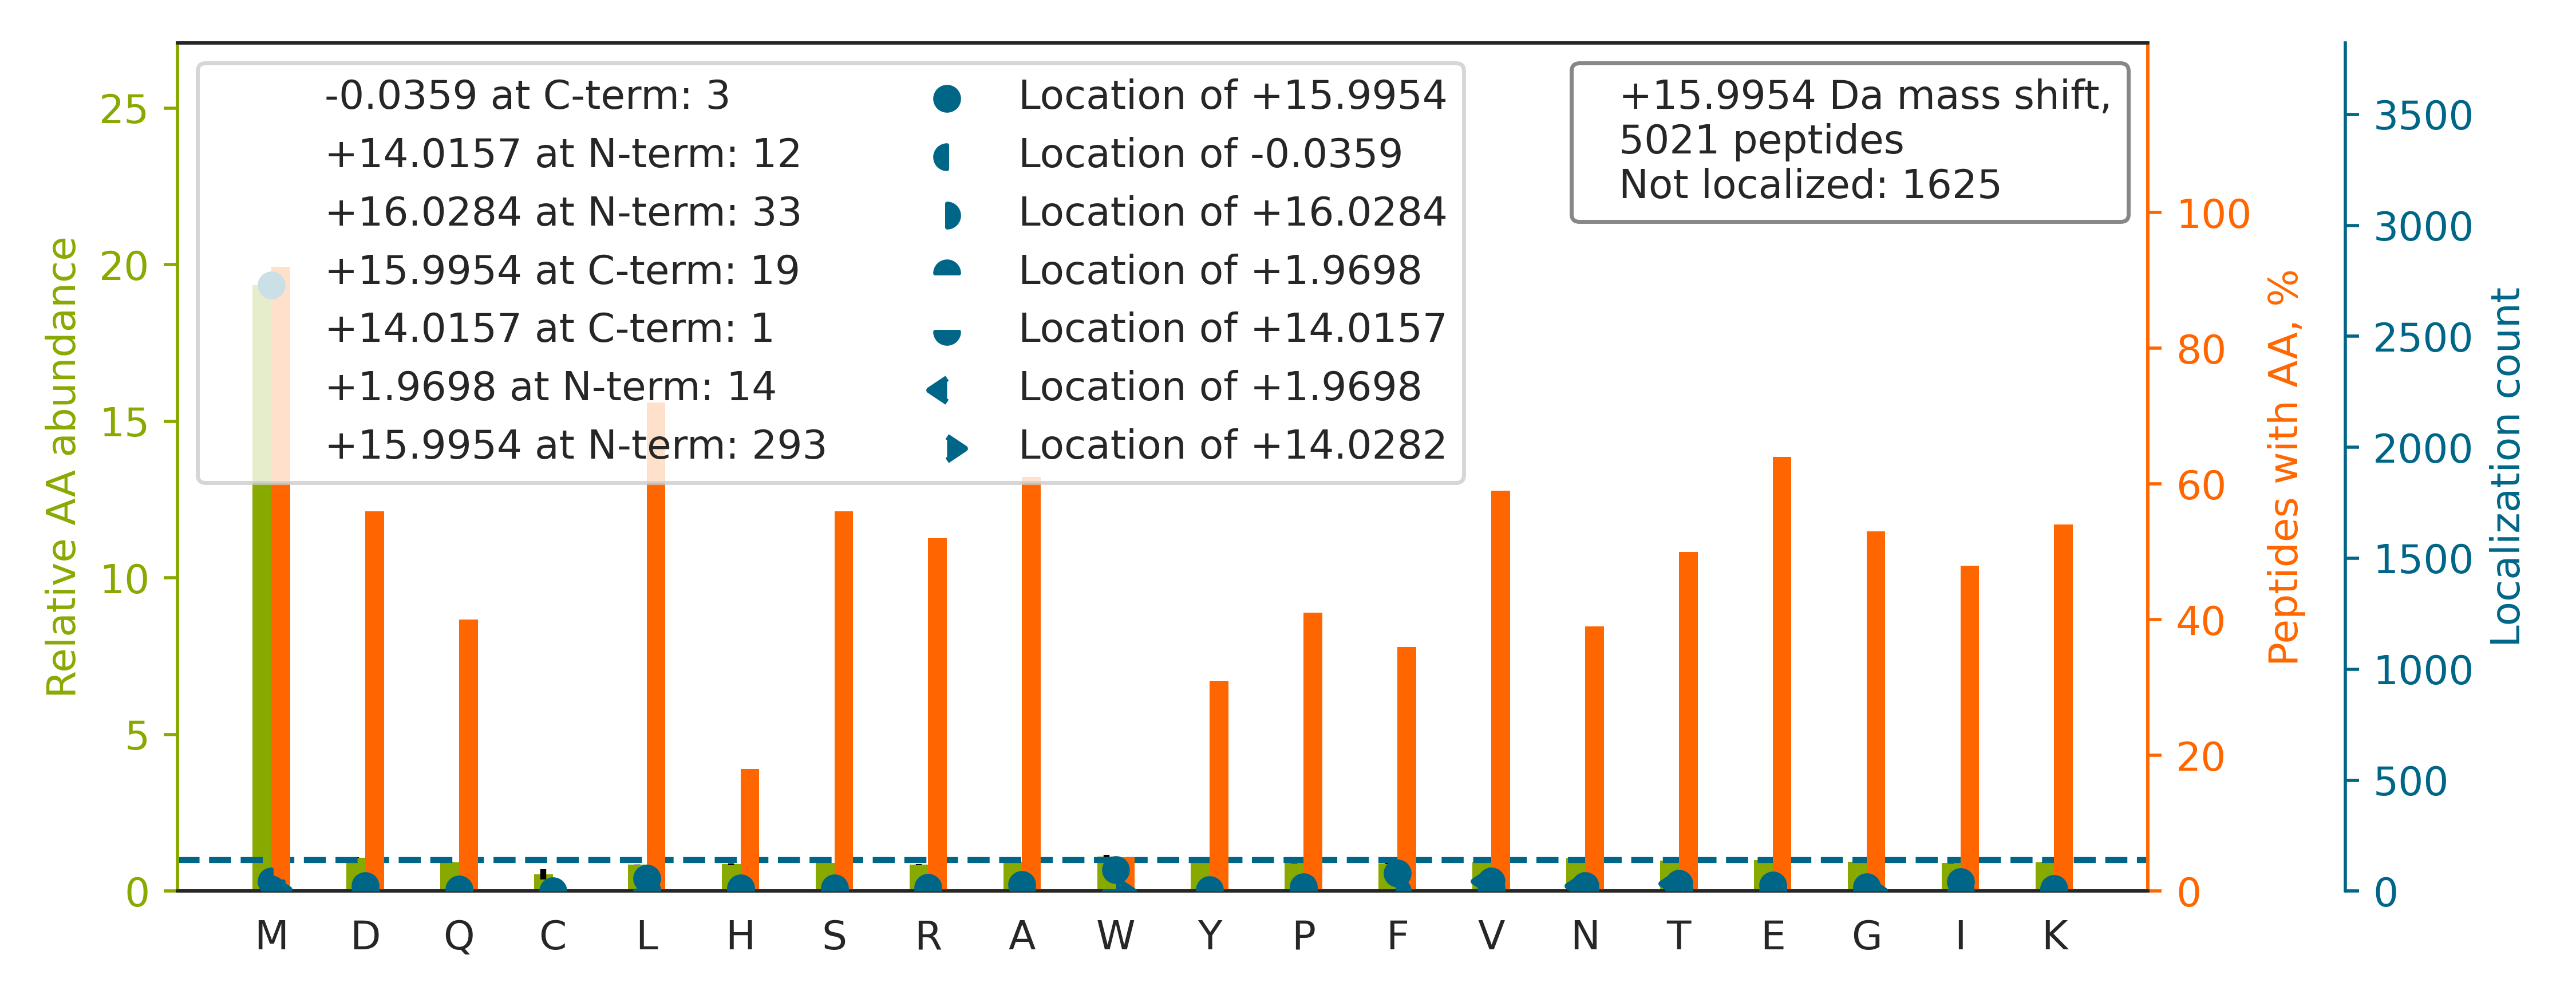 -0.0359 at C-term: 3
+14.0157 at N-term: 12
+16.0284 at N-term: 33
+15.9954 at C-term: 19
+14.0157 at C-term: 1
+1.9698 at N-term: 14
+15.9954 at N-term: 293
Location of +15.9954
Location of -0.0359
Location of +16.0284
Location of +1.9698
Location of +14.0157
Location of +1.9698
Location of +14.0282
+15.9954 Da mass shift,
5021 peptides
Not localized: 1625
Relative AA abundance
25
20
15
10
5
0
M D Q C L H S R A W Y P F V N T E G I K
100
80
60
40
20
0
Peptides with AA, %
3500
3000
2500
2000
1500
1000
500
0
Localization count